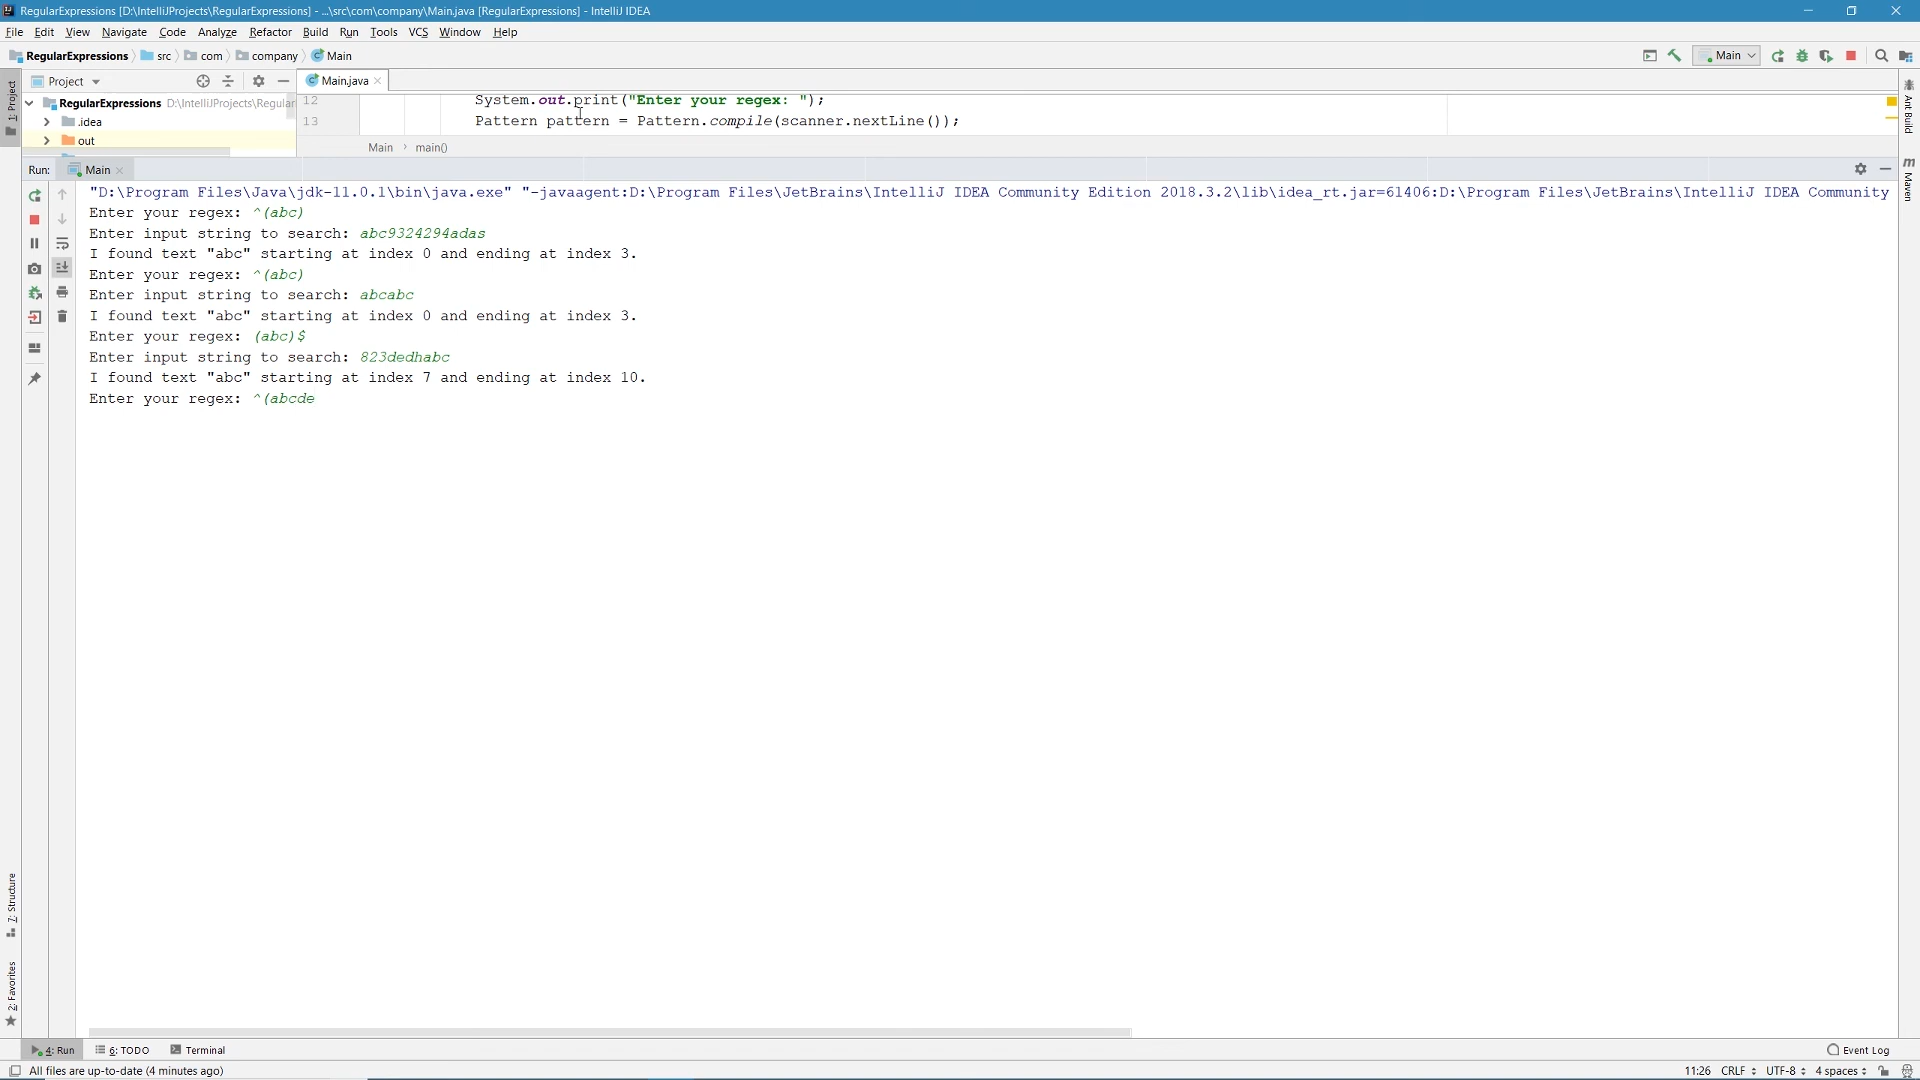 RegularExpressions [D:\IntelliJProjects\RegularExpressions] - ...\src\com\company\Main.java [RegularExpressions] - IntelliJ IDEA
File Edit View Navigate Code Analyze Refactor Build Run Tools VCS Window Help
RegularExpressions src com company Main Main
1: Project Project Main.java
RegularExpressions D:\IntelliJProjects\Regular
.idea
out
12 System.out.print("Enter your regex: ");
13 Pattern pattern = Pattern.compile(scanner.nextLine());
Main main()
Ant Build
Maven
Run: Main
"D:\Program Files\Java\jdk-11.0.1\bin\java.exe" "-javaagent:D:\Program Files\JetBrains\IntelliJ IDEA Community Edition 2018.3.2\lib\idea_rt.jar=61406:D:\Program Files\JetBrains\IntelliJ IDEA Community
Enter your regex: ^(abc)
Enter input string to search: abc9324294adas
I found text "abc" starting at index 0 and ending at index 3.
Enter your regex: ^(abc)
Enter input string to search: abcabc
I found text "abc" starting at index 0 and ending at index 3.
Enter your regex: (abc)$
Enter input string to search: 823dedhabc
I found text "abc" starting at index 7 and ending at index 10.
Enter your regex: ^(abcde
7: Structure
2: Favorites
4: Run 6: TODO Terminal Event Log
All files are up-to-date (4 minutes ago) 11:26 CRLF UTF-8 4 spaces